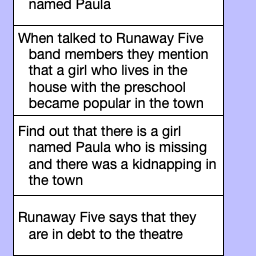 named Paula
When talked to Runaway Five
band members they mention
that a girl who lives in the
house with the preschool
became popular in the town
Find out that there is a girl
named Paula who is missing
and there was a kidnapping in
the town
Runaway Five says that they
are in debt to the theatre